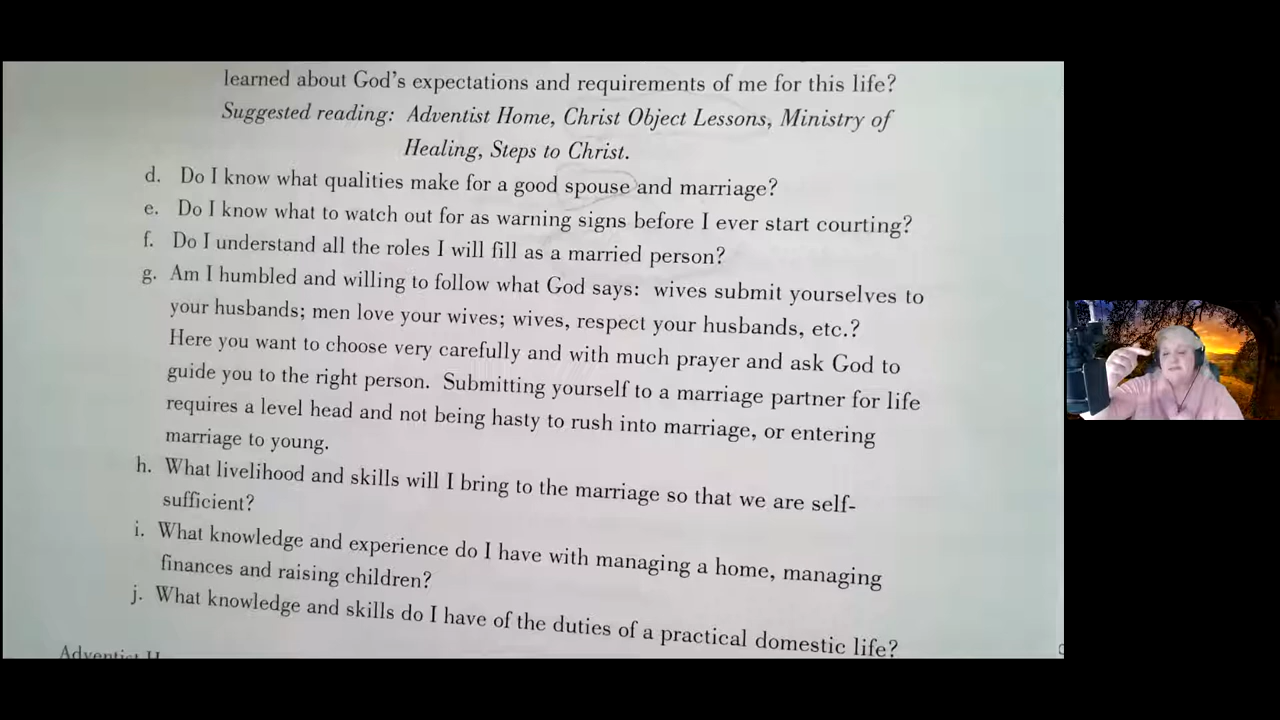 learned about God's expectations and requirements of me for this life?
Suggested reading: Adventist Home, Christ Object Lessons, Ministry of
Healing, Steps to Christ.
d. Do I know what qualities make for a good spouse and marriage?
e. Do I know what to watch out for as warning signs before I ever start courting?
f. Do I understand all the roles I will fill as a married person?
g. Am I humbled and willing to follow what God says: wives submit yourselves to
your husbands; men love your wives; wives, respect your husbands, etc.?
Here you want to choose very carefully and with much prayer and ask God to
guide you to the right person. Submitting yourself to a marriage partner for life
requires a level head and not being hasty to rush into marriage, or entering
marriage to young.
h. What livelihood and skills will I bring to the marriage so that we are self-
sufficient?
i. What knowledge and experience do I have with managing a home, managing
finances and raising children?
j. What knowledge and skills do I have of the duties of a practical domestic life?
Adventist